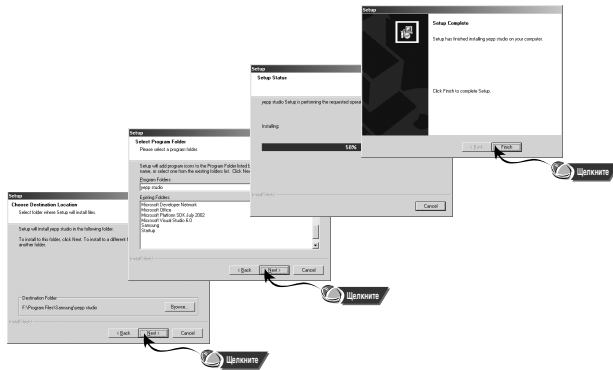 Setup
Choose Destination Location
Select folder where Setup will install files.
Setup will install yepp studio in the following folder.
To install to this folder, click Next. To install to a different f
another folder.
Destination Folder
F:\Program Files\Samsung\yepp studio
Browse...
InstallShield
< Back
Next >
Cancel
Щелкните
Setup
Select Program Folder
Please select a program folder.
Setup will add program icons to the Program Folder listed b
name, or select one from the existing folders list. Click Nex
Program Folders:
yepp studio
Existing Folders:
Microsoft Developer Network
Microsoft Office
Microsoft Platform SDK July 2002
Microsoft Visual Studio 6.0
Samsung
Startup
InstallShield
< Back
Next >
Cancel
Щелкните
Setup
Setup Status
yepp studio Setup is performing the requested opera
Installing:
58%
InstallShield
Cancel
Setup
Setup Complete
Setup has finished installing yepp studio on your computer.
Click Finish to complete Setup.
< Back
Finish
Щелкните